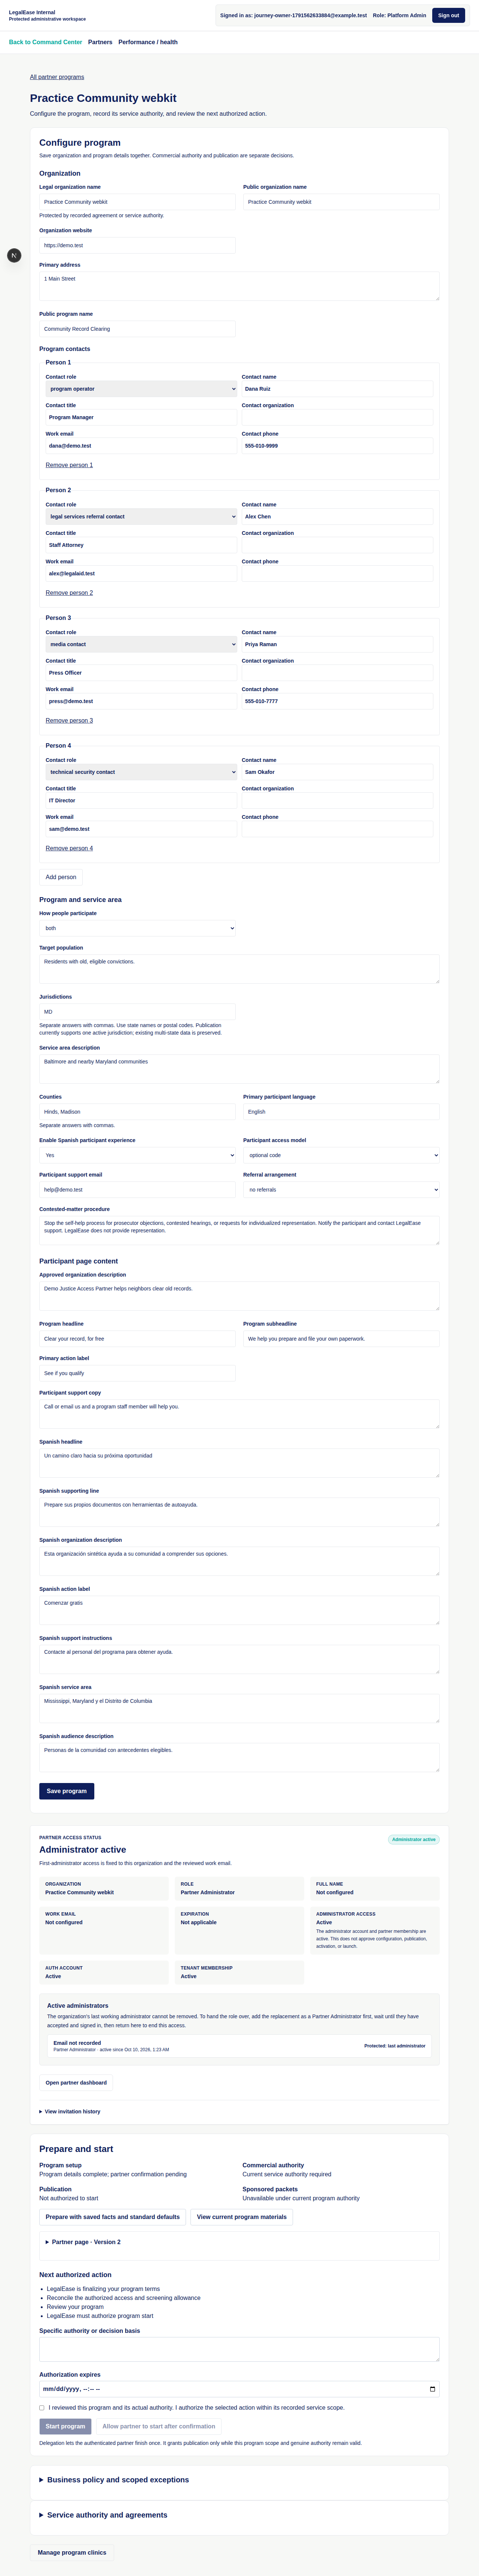 LegalEase Internal
Protected administrative workspace
Signed in as: journey-owner-1791562633884@example.test Role: Platform Admin Sign out
Back to Command Center Partners Performance / health
All partner programs
Practice Community webkit
Configure the program, record its service authority, and review the next authorized action.
Configure program
Save organization and program details together. Commercial authority and publication are separate decisions.
Organization
Legal organization name Public organization name
Practice Community webkit Practice Community webkit
Protected by recorded agreement or service authority.
Organization website
https://demo.test
N
Primary address
1 Main Street
Public program name
Community Record Clearing
Program contacts
Person 1
Contact role Contact name
program operator Dana Ruiz
Contact title Contact organization
Program Manager
Work email Contact phone
dana@demo.test 555-010-9999
Remove person 1
Person 2
Contact role Contact name
legal services referral contact Alex Chen
Contact title Contact organization
Staff Attorney
Work email Contact phone
alex@legalaid.test
Remove person 2
Person 3
Contact role Contact name
media contact Priya Raman
Contact title Contact organization
Press Officer
Work email Contact phone
press@demo.test 555-010-7777
Remove person 3
Person 4
Contact role Contact name
technical security contact Sam Okafor
Contact title Contact organization
IT Director
Work email Contact phone
sam@demo.test
Remove person 4
Add person
Program and service area
How people participate
both
Target population
Residents with old, eligible convictions.
Jurisdictions
MD
Separate answers with commas. Use state names or postal codes. Publication
currently supports one active jurisdiction; existing multi-state data is preserved.
Service area description
Baltimore and nearby Maryland communities
Counties Primary participant language
Hinds, Madison English
Separate answers with commas.
Enable Spanish participant experience Participant access model
Yes optional code
Participant support email Referral arrangement
help@demo.test no referrals
Contested-matter procedure
Stop the self-help process for prosecutor objections, contested hearings, or requests for individualized representation. Notify the participant and contact LegalEase
support. LegalEase does not provide representation.
Participant page content
Approved organization description
Demo Justice Access Partner helps neighbors clear old records.
Program headline Program subheadline
Clear your record, for free We help you prepare and file your own paperwork.
Primary action label
See if you qualify
Participant support copy
Call or email us and a program staff member will help you.
Spanish headline
Un camino claro hacia su próxima oportunidad
Spanish supporting line
Prepare sus propios documentos con herramientas de autoayuda.
Spanish organization description
Esta organización sintética ayuda a su comunidad a comprender sus opciones.
Spanish action label
Comenzar gratis
Spanish support instructions
Contacte al personal del programa para obtener ayuda.
Spanish service area
Mississippi, Maryland y el Distrito de Columbia
Spanish audience description
Personas de la comunidad con antecedentes elegibles.
Save program
PARTNER ACCESS STATUS Administrator active
Administrator active
First-administrator access is fixed to this organization and the reviewed work email.
ORGANIZATION ROLE FULL NAME
Practice Community webkit Partner Administrator Not configured
WORK EMAIL EXPIRATION ADMINISTRATOR ACCESS
Not configured Not applicable Active
The administrator account and partner membership are
active. This does not approve configuration, publication,
activation, or launch.
AUTH ACCOUNT TENANT MEMBERSHIP
Active Active
Active administrators
The organization's last working administrator cannot be removed. To hand the role over, add the replacement as a Partner Administrator first, wait until they have
accepted and signed in, then return here to end this access.
Email not recorded Protected: last administrator
Partner Administrator · active since Oct 10, 2026, 1:23 AM
Open partner dashboard
View invitation history
Prepare and start
Program setup Commercial authority
Program details complete; partner confirmation pending Current service authority required
Publication Sponsored packets
Not authorized to start Unavailable under current program authority
Prepare with saved facts and standard defaults View current program materials
Partner page · Version 2
Next authorized action
LegalEase is finalizing your program terms
Reconcile the authorized access and screening allowance
Review your program
LegalEase must authorize program start
Specific authority or decision basis
Authorization expires
mm/dd/yyyy, --:-- --
I reviewed this program and its actual authority. I authorize the selected action within its recorded service scope.
Start program Allow partner to start after confirmation
Delegation lets the authenticated partner finish once. It grants publication only while this program scope and genuine authority remain valid.
Business policy and scoped exceptions
Service authority and agreements
Manage program clinics